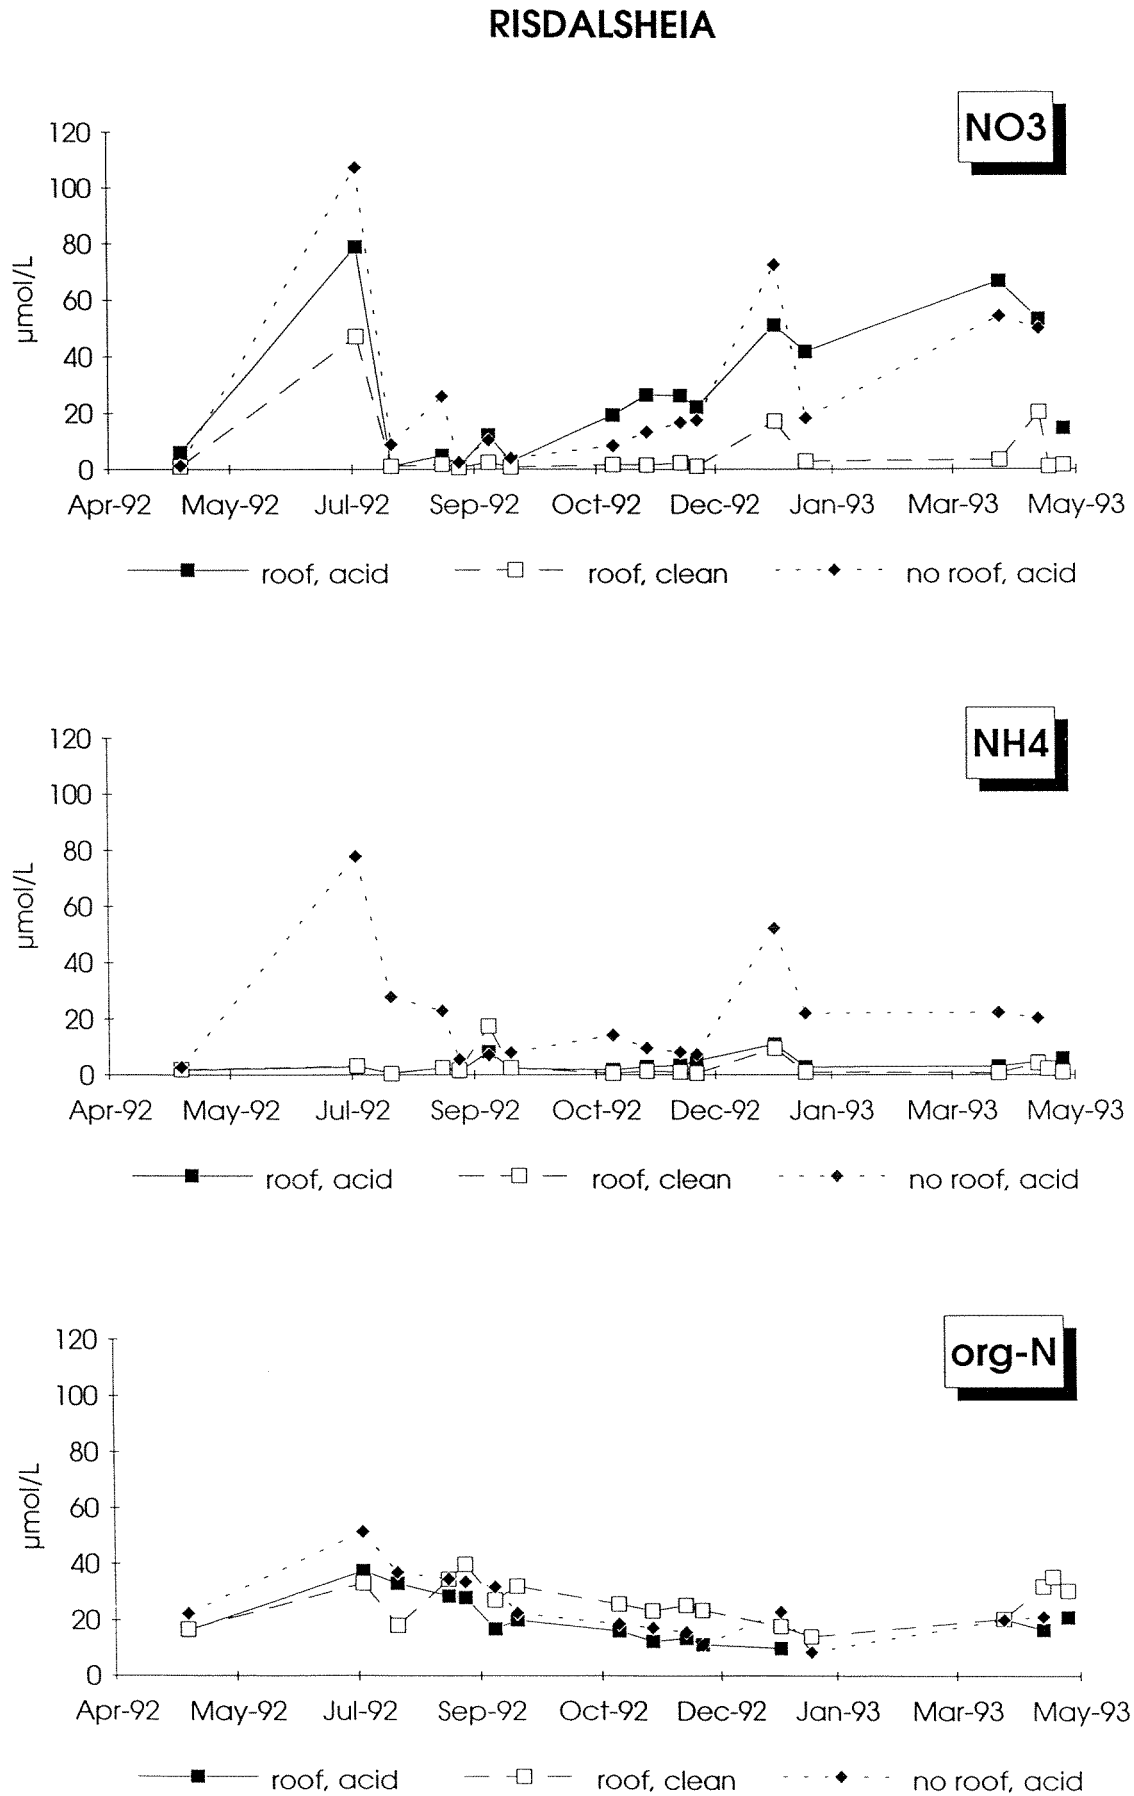 RISDALSHEIA
NO3
120
100
80
60
40
20
0
µmol/L
Apr-92 May-92 Jul-92 Sep-92 Oct-92 Dec-92 Jan-93 Mar-93 May-93
roof, acid roof, clean no roof, acid
NH4
120
100
80
60
40
20
0
µmol/L
Apr-92 May-92 Jul-92 Sep-92 Oct-92 Dec-92 Jan-93 Mar-93 May-93
roof, acid roof, clean no roof, acid
org-N
120
100
80
60
40
20
0
µmol/L
Apr-92 May-92 Jul-92 Sep-92 Oct-92 Dec-92 Jan-93 Mar-93 May-93
roof, acid roof, clean no roof, acid